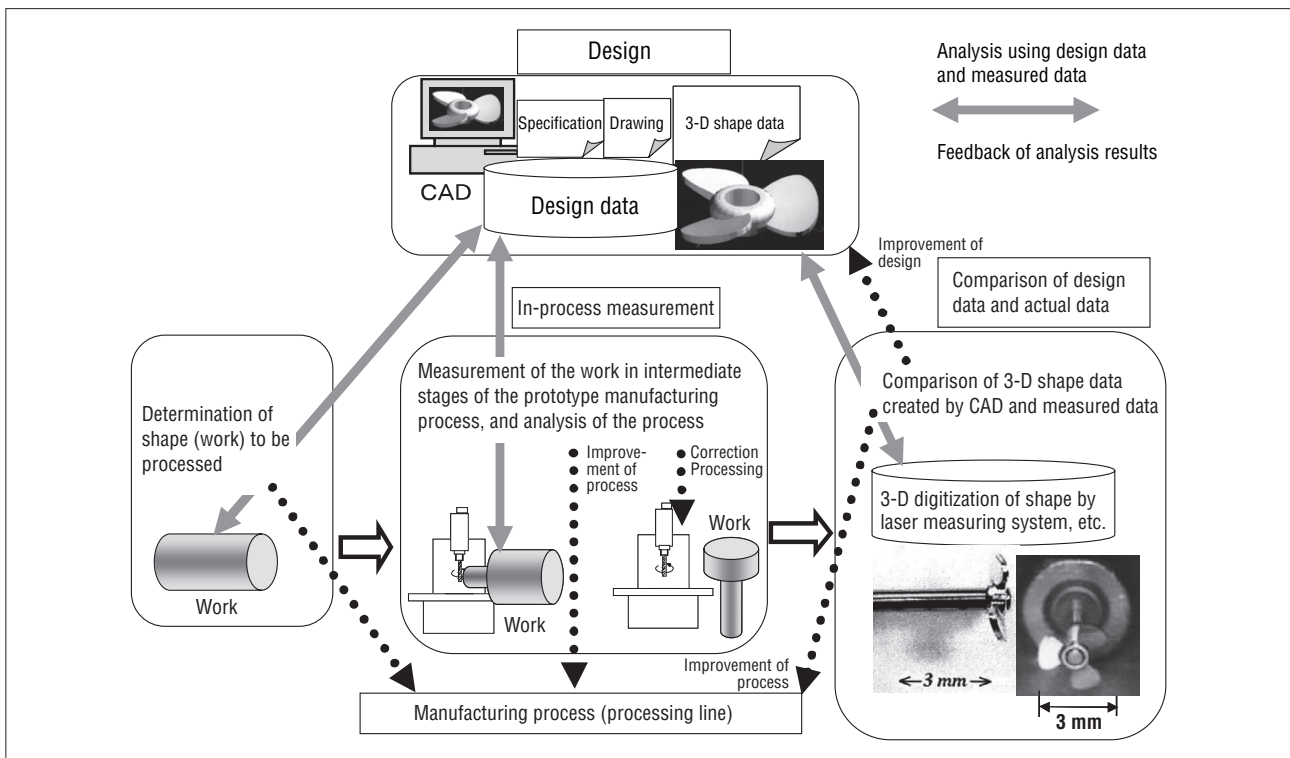 Design
Analysis using design data
and measured data
Feedback of analysis results
Specification
Drawing
3-D shape data
CAD
Design data
Improvement of
design
Comparison of design
data and actual data
In-process measurement
Determination of
shape (work) to be
processed
Work
Measurement of the work in intermediate
stages of the prototype manufacturing
process, and analysis of the process
Improve-
ment of
process
Correction
Processing
Work
Work
Comparison of 3-D shape data
created by CAD and measured data
3-D digitization of shape by
laser measuring system, etc.
3 mm
3 mm
Improvement of
process
Manufacturing process (processing line)